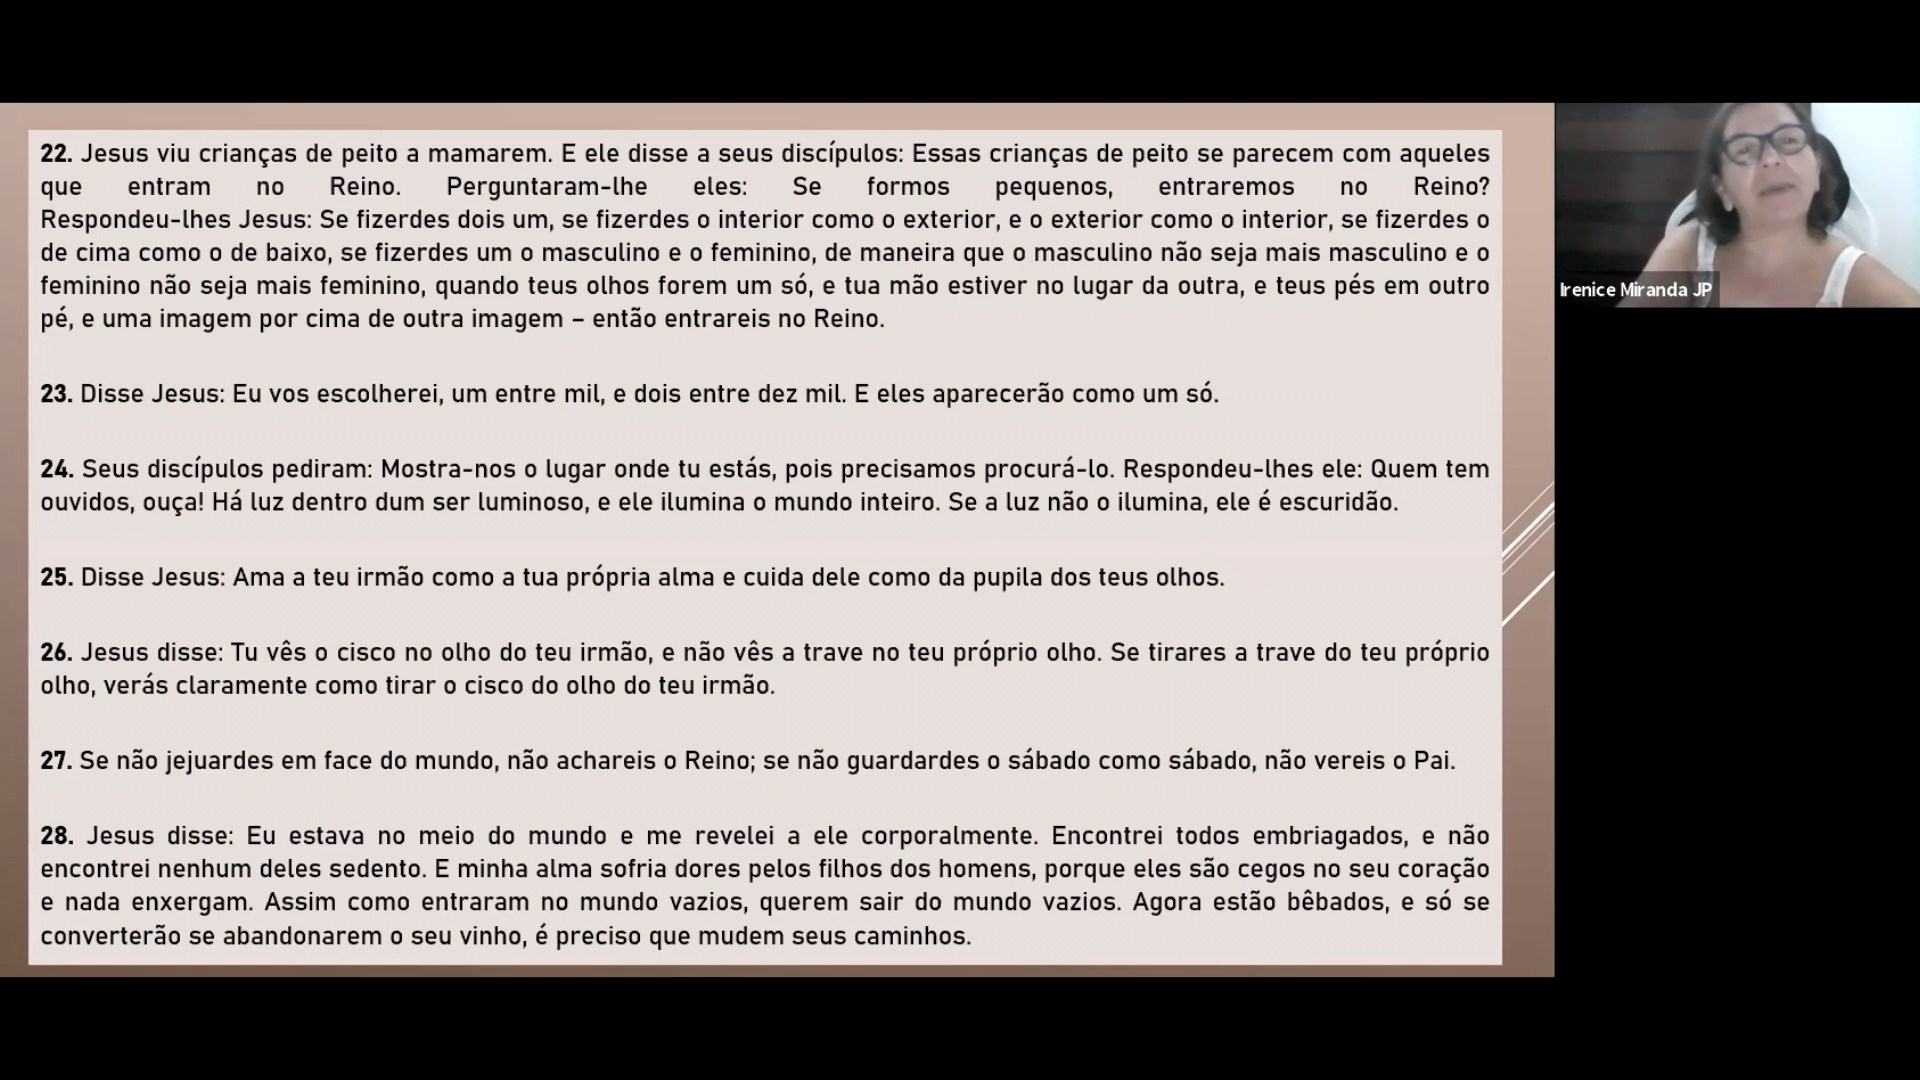 22. Jesus viu crianças de peito a mamarem. E ele disse a seus discípulos: Essas crianças de peito se parecem com aqueles
que entram no Reino. Perguntaram-lhe eles: Se formos pequenos, entraremos no Reino?
Respondeu-lhes Jesus: Se fizerdes dois um, se fizerdes o interior como o exterior, e o exterior como o interior, se fizerdes o
de cima como o de baixo, se fizerdes um o masculino e o feminino, de maneira que o masculino não seja mais masculino e o
feminino não seja mais feminino, quando teus olhos forem um só, e tua mão estiver no lugar da outra, e teus pés em outro
pé, e uma imagem por cima de outra imagem – então entrareis no Reino.
23. Disse Jesus: Eu vos escolherei, um entre mil, e dois entre dez mil. E eles aparecerão como um só.
24. Seus discípulos pediram: Mostra-nos o lugar onde tu estás, pois precisamos procurá-lo. Respondeu-lhes ele: Quem tem
ouvidos, ouça! Há luz dentro dum ser luminoso, e ele ilumina o mundo inteiro. Se a luz não o ilumina, ele é escuridão.
25. Disse Jesus: Ama a teu irmão como a tua própria alma e cuida dele como da pupila dos teus olhos.
26. Jesus disse: Tu vês o cisco no olho do teu irmão, e não vês a trave no teu próprio olho. Se tirares a trave do teu próprio
olho, verás claramente como tirar o cisco do olho do teu irmão.
27. Se não jejuardes em face do mundo, não achareis o Reino; se não guardardes o sábado como sábado, não vereis o Pai.
28. Jesus disse: Eu estava no meio do mundo e me revelei a ele corporalmente. Encontrei todos embriagados, e não
encontrei nenhum deles sedento. E minha alma sofria dores pelos filhos dos homens, porque eles são cegos no seu coração
e nada enxergam. Assim como entraram no mundo vazios, querem sair do mundo vazios. Agora estão bêbados, e só se
converterão se abandonarem o seu vinho, é preciso que mudem seus caminhos.
Irenice Miranda JP